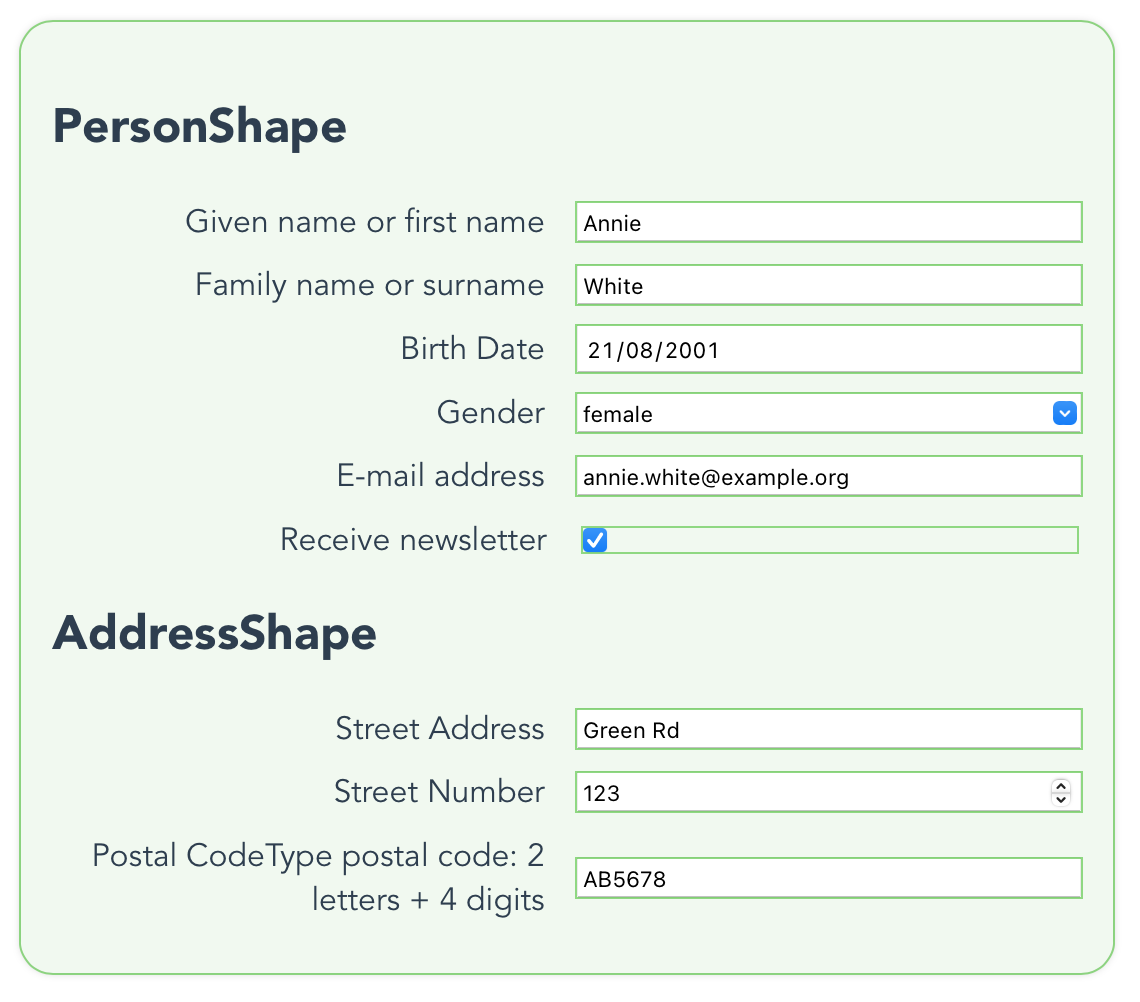 PersonShape
Given name or first name Annie
Family name or surname White
Birth Date 21/08/2001
Gender female
E-mail address annie.white@example.org
Receive newsletter
AddressShape
Street Address Green Rd
Street Number 123
Postal CodeType postal code: 2
letters + 4 digits AB5678